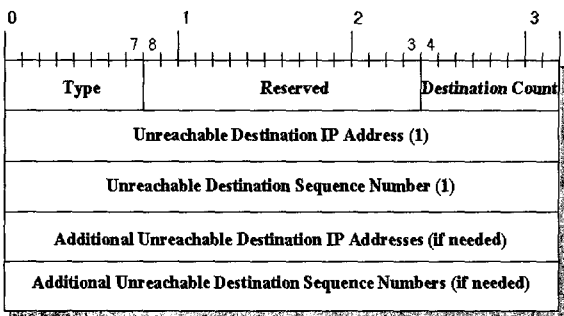 0 1 2 3
7 8 3 4
Type Reserved Destination Count
Unreachable Destination IP Address (1)
Unreachable Destination Sequence Number (1)
Additional Unreachable Destination IP Addresses (if needed)
Additional Unreachable Destination Sequence Numbers (if needed)